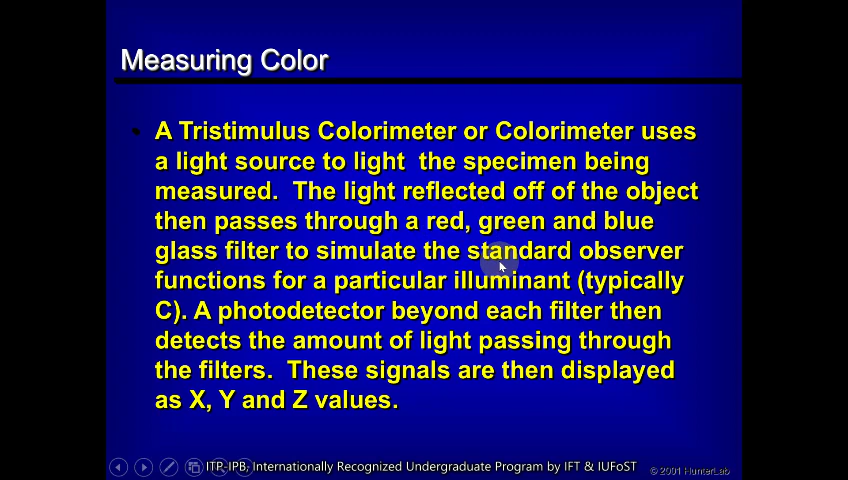 Measuring Color
• A Tristimulus Colorimeter or Colorimeter uses
a light source to light the specimen being
measured. The light reflected off of the object
then passes through a red, green and blue
glass filter to simulate the standard observer
functions for a particular illuminant (typically
C). A photodetector beyond each filter then
detects the amount of light passing through
the filters. These signals are then displayed
as X, Y and Z values.
ITP-IPB, Internationally Recognized Undergraduate Program by IFT & IUFoST
© 2001 HunterLab